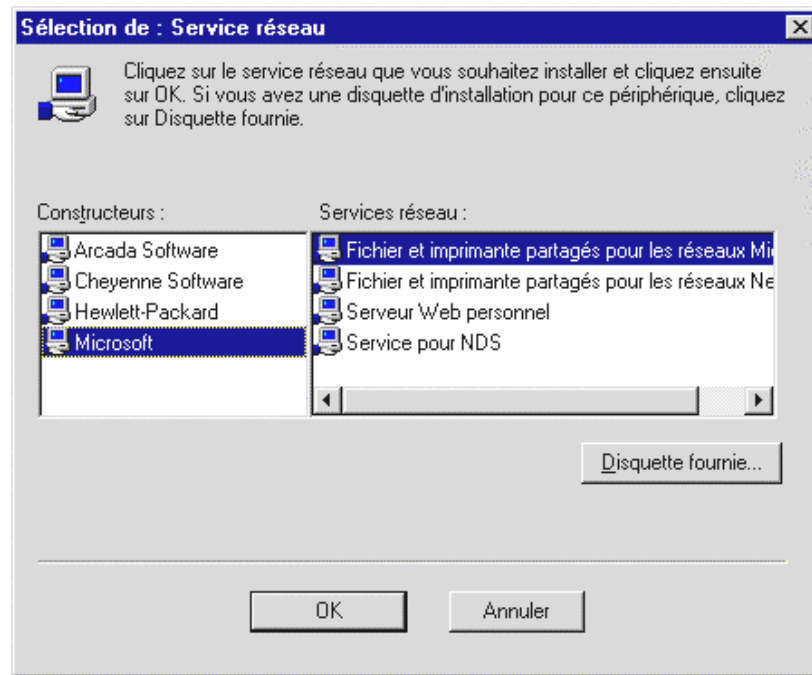 Sélection de : Service réseau
Cliquez sur le service réseau que vous souhaitez installer et cliquez ensuite
sur OK. Si vous avez une disquette d'installation pour ce périphérique, cliquez
sur Disquette fournie.
Constructeurs :
Arcada Software
Cheyenne Software
Hewlett-Packard
Microsoft
Services réseau :
Fichier et imprimante partagés pour les réseaux Mi
Fichier et imprimante partagés pour les réseaux Ne
Serveur Web personnel
Service pour NDS
Disquette fournie...
OK
Annuler